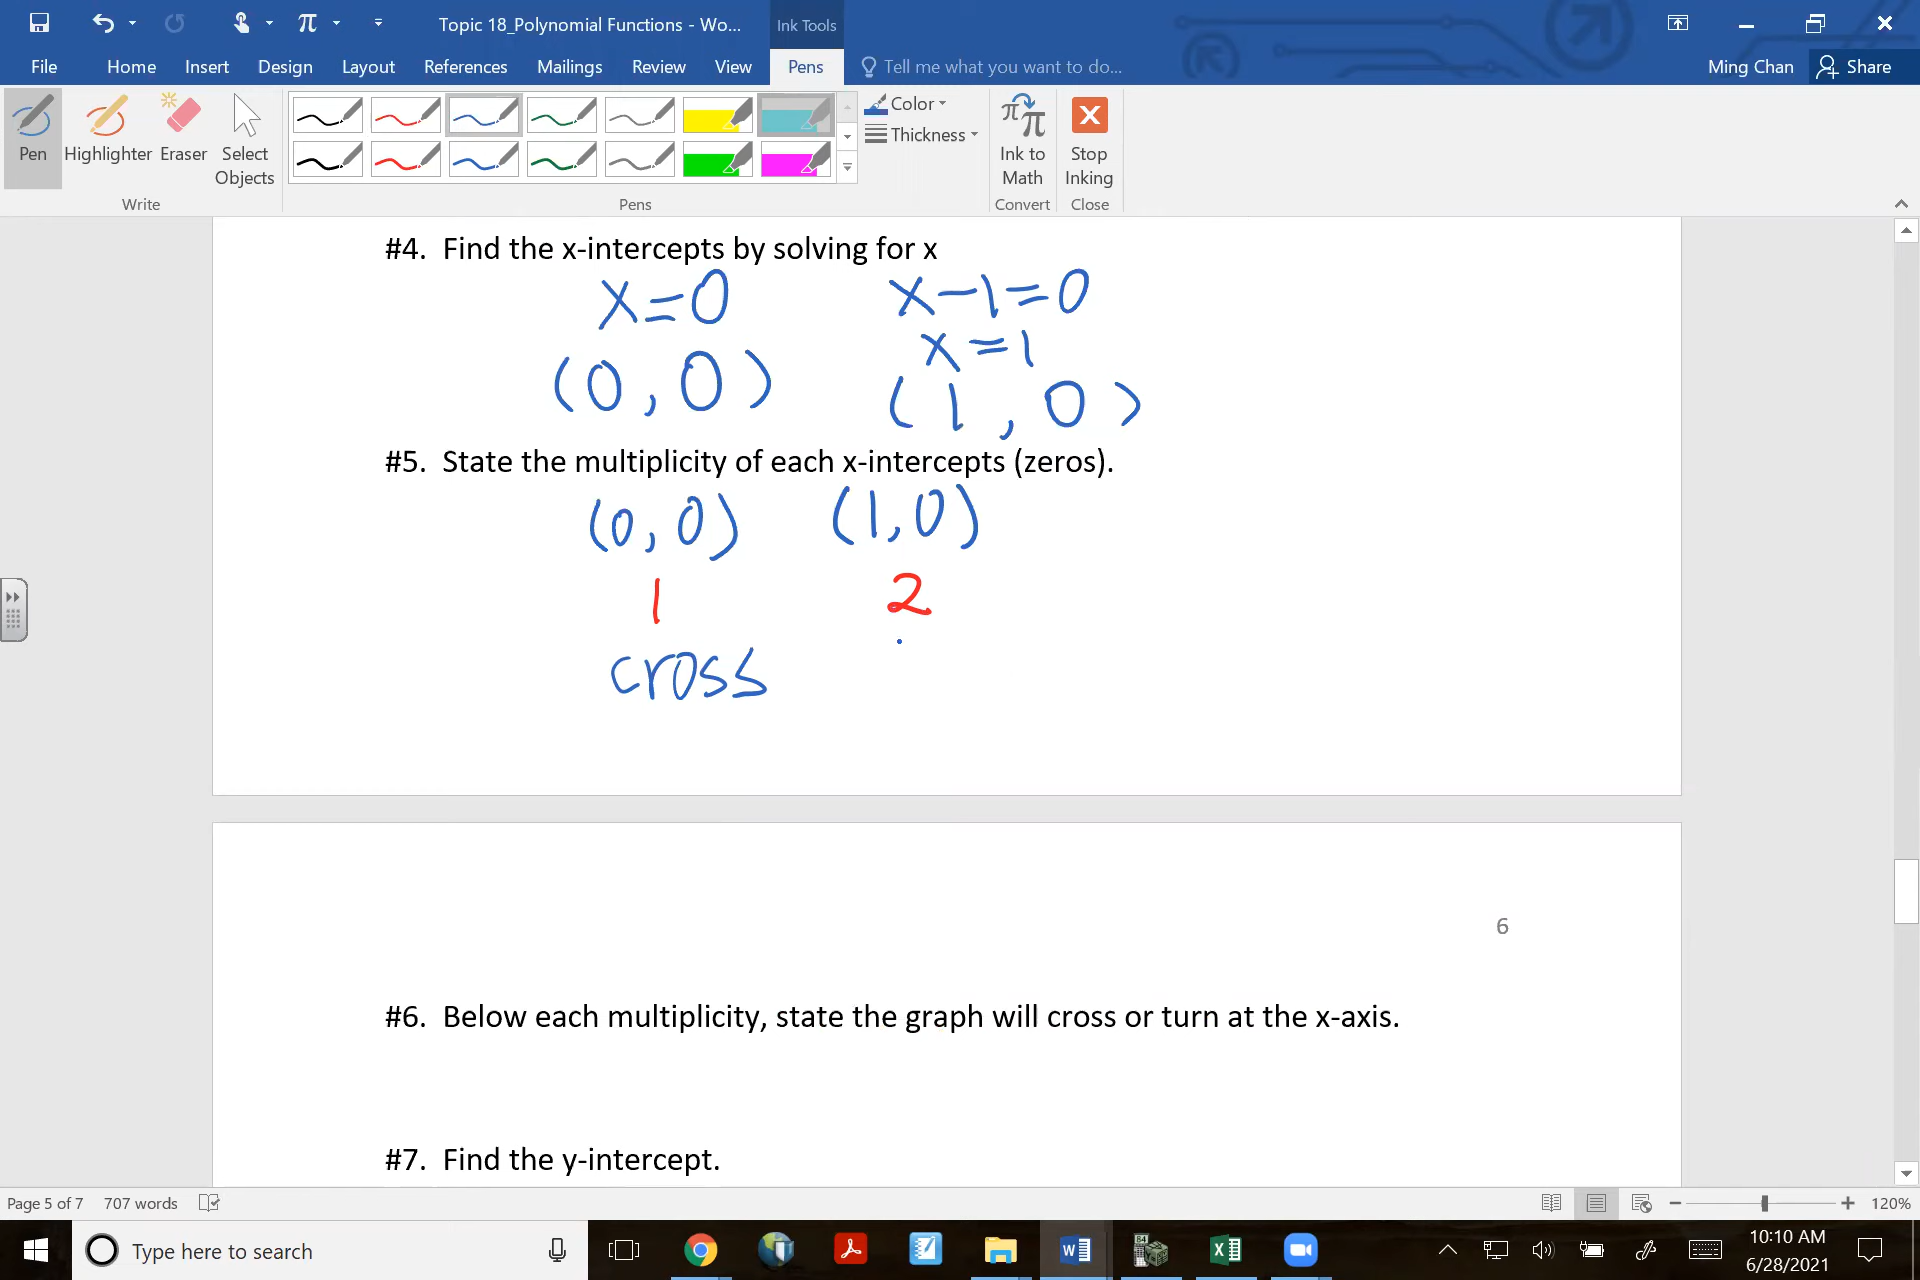 Topic 18_Polynomial Functions - Wo...
Ink Tools
File Home Insert Design Layout References Mailings Review View Pens Tell me what you want to do... Ming Chan Share
Pen Highlighter Eraser Select Objects
Write
Pens
Color
Thickness
Ink to Math
Convert
Stop Inking
Close
#4. Find the x-intercepts by solving for x
x=0 x-1=0
x=1
(0,0) (1,0)
#5. State the multiplicity of each x-intercepts (zeros).
(0,0) (1,0)
1 2
cross
6
#6. Below each multiplicity, state the graph will cross or turn at the x-axis.
#7. Find the y-intercept.
Page 5 of 7 707 words 120%
Type here to search
84
10:10 AM
6/28/2021